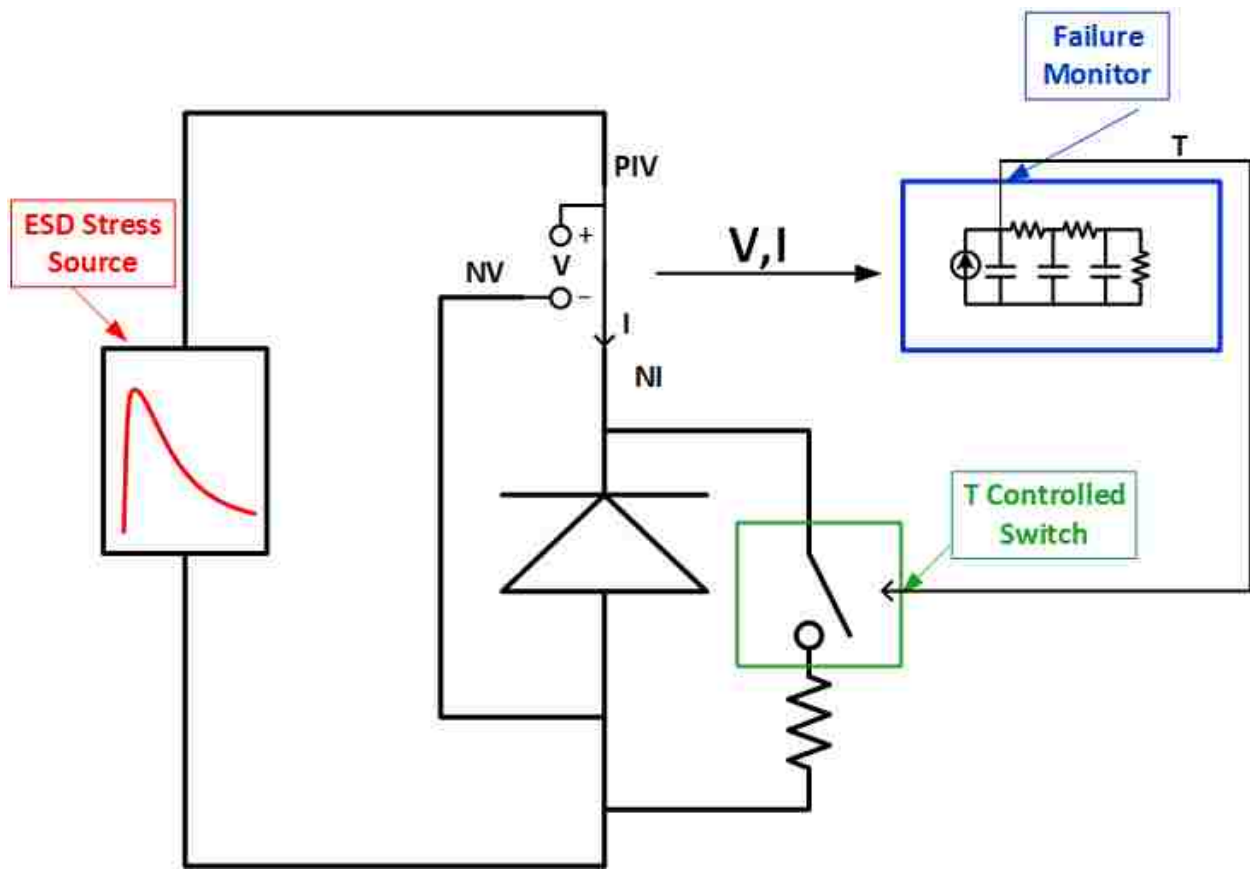 Failure
Monitor
T
PIV
ESD Stress
Source
+
V
NV
−
V,I
I
NI
T Controlled
Switch